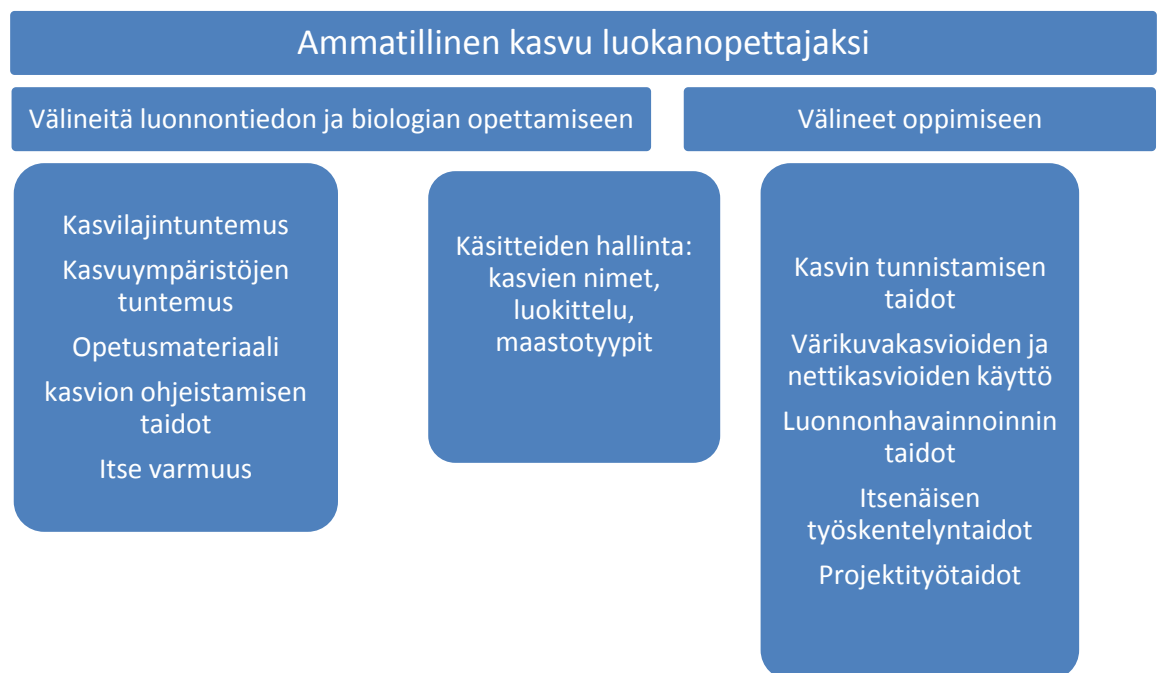 Ammatillinen kasvu luokanopettajaksi
Välineitä luonnontiedon ja biologian opettamiseen
Välineet oppimiseen
Kasvilajintuntemus
Kasvuympäristöjen
tuntemus
Opetusmateriaali
kasvion ohjeistamisen
taidot
Itse varmuus
Käsitteiden hallinta:
kasvien nimet,
luokittelu,
maastotyypit
Kasvin tunnistamisen
taidot
Värikuvakasvioiden ja
nettikasvioiden käyttö
Luonnonhavainnoinnin
taidot
Itsenäisen
työskentelyntaidot
Projektityötaidot